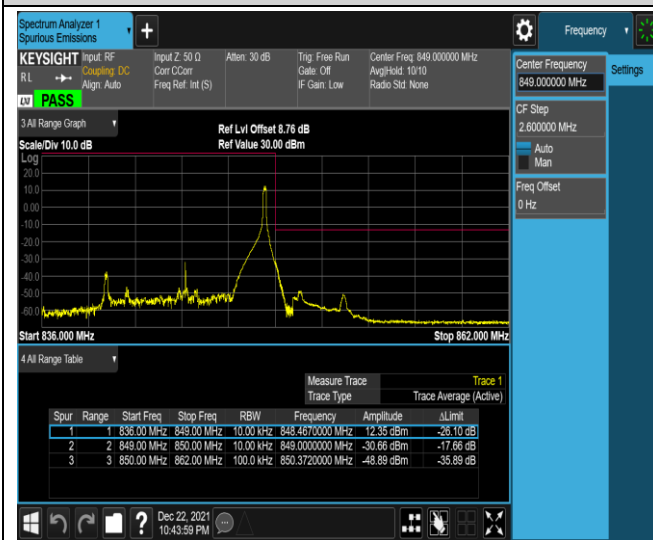 Spectrum Analyzer 1
Spurious Emissions
Frequency
KEYSIGHT
R L
LXI
PASS
Input: RF
Coupling: DC
Align: Auto
Input Z: 50 Ω
Corr CCorr
Freq Ref: Int (S)
Atten: 30 dB
Trig: Free Run
Gate: Off
IF Gain: Low
Center Freq: 849.000000 MHz
Avg|Hold: 10/10
Radio Std: None
Center Frequency
849.000000 MHz
Settings
CF Step
2.600000 MHz
Auto
Man
Freq Offset
0 Hz
3 All Range Graph
Ref Lvl Offset 8.76 dB
Scale/Div 10.0 dB
Ref Value 30.00 dBm
Log
20.0
10.0
0.00
-10.0
-20.0
-30.0
-40.0
-50.0
-60.0
Start 836.000 MHz
Stop 862.000 MHz
4 All Range Table
Measure Trace Trace 1
Trace Type Trace Average (Active)
Spur Range Start Freq Stop Freq RBW Frequency Amplitude ΔLimit
1 1 836.00 MHz 849.00 MHz 10.00 kHz 848.4670000 MHz 12.35 dBm -26.10 dB
2 2 849.00 MHz 850.00 MHz 10.00 kHz 849.0000000 MHz -30.66 dBm -17.66 dB
3 3 850.00 MHz 862.00 MHz 100.0 kHz 850.3720000 MHz -48.89 dBm -35.89 dB
Dec 22, 2021
10:43:59 PM